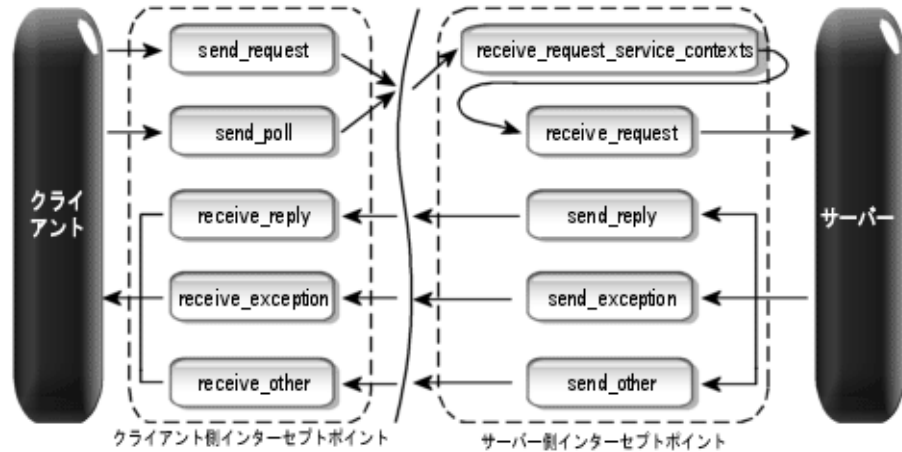 send_request
receive_request_service_contexts
send_poll
receive_request
クライ
アント
receive_reply
send_reply
サーバー
receive_exception
send_exception
receive_other
send_other
クライアント側インターセプトポイント
サーバー側インターセプトポイント